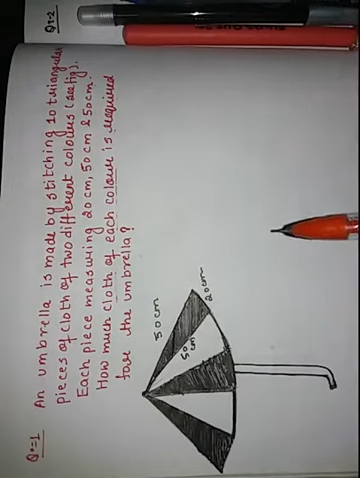 Q:=1 An umbrella is made by stitching 10 triangular
pieces of cloth of two different colours (see fig).
Each piece measuring 20 cm, 50 cm & 50cm.
How much cloth of each colour is required
for the umbrella?
50 cm
50 cm
20 cm
Q:-2